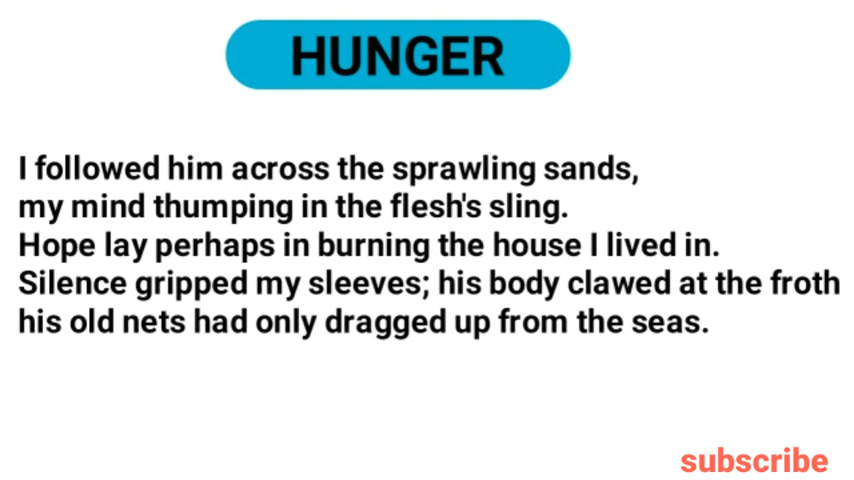 HUNGER
I followed him across the sprawling sands,
my mind thumping in the flesh's sling.
Hope lay perhaps in burning the house I lived in.
Silence gripped my sleeves; his body clawed at the froth
his old nets had only dragged up from the seas.
subscribe